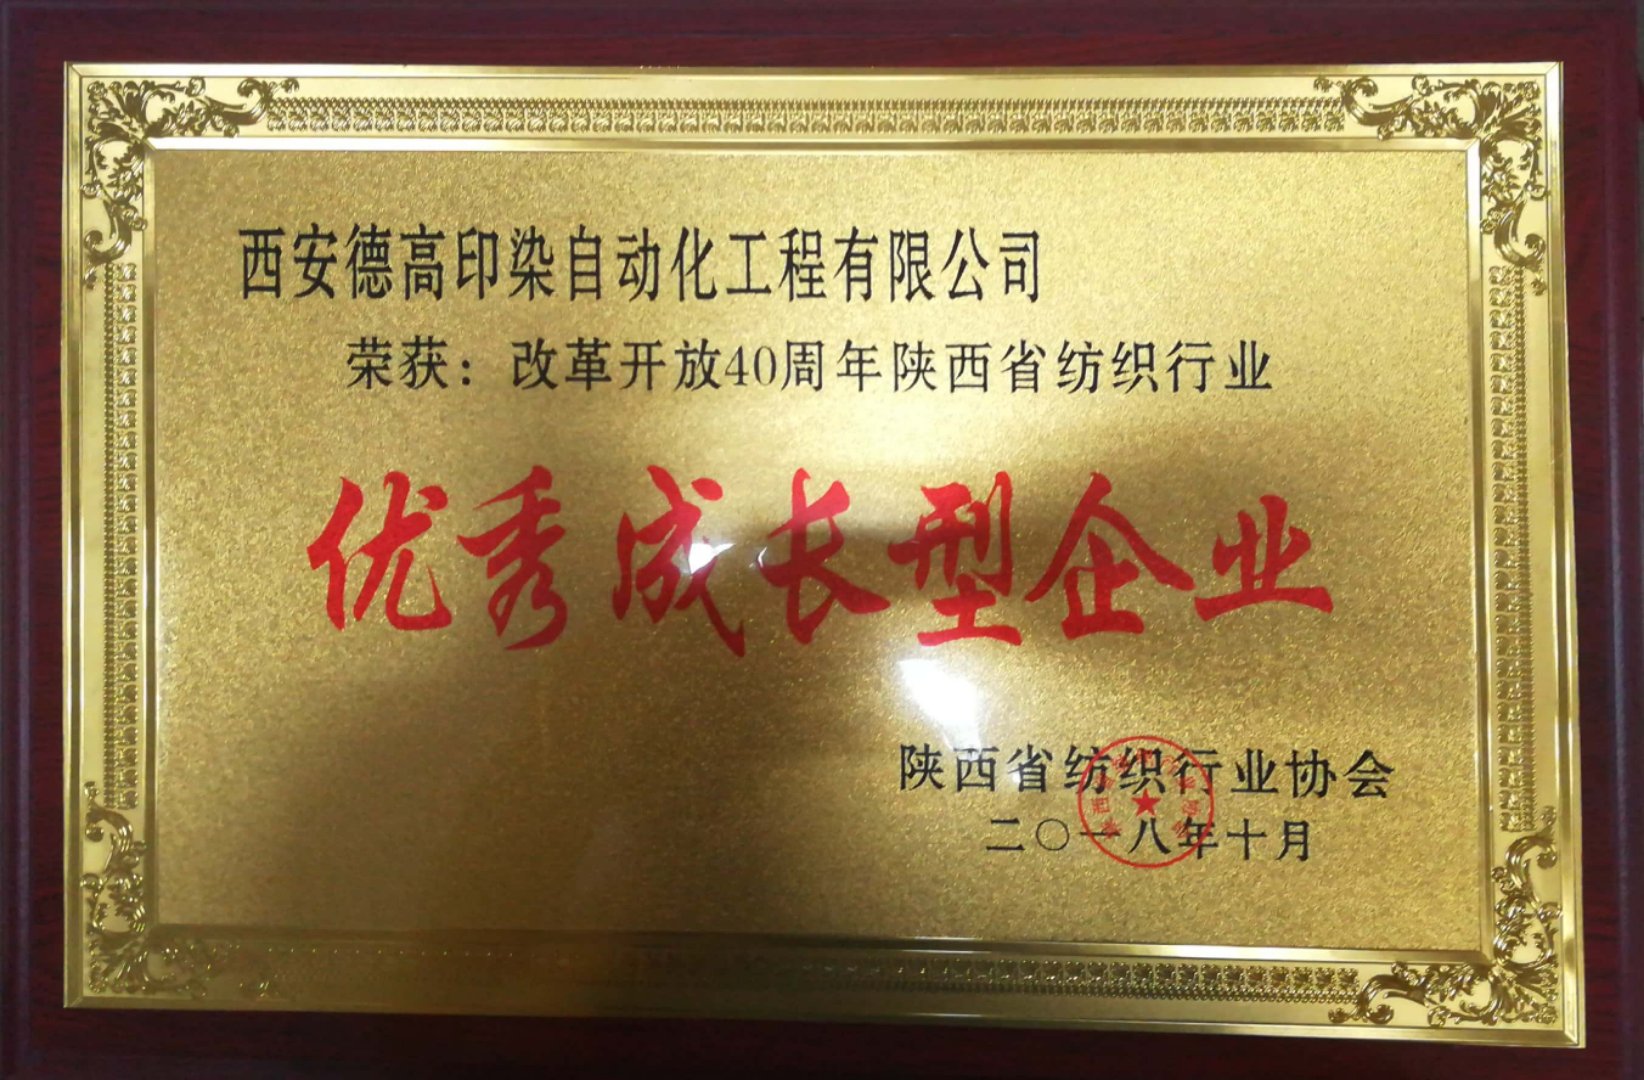 西安德高印染自动化工程有限公司
荣获：改革开放40周年陕西省纺织行业
优秀成长型企业
陕西省纺织行业协会
二〇一八年十月